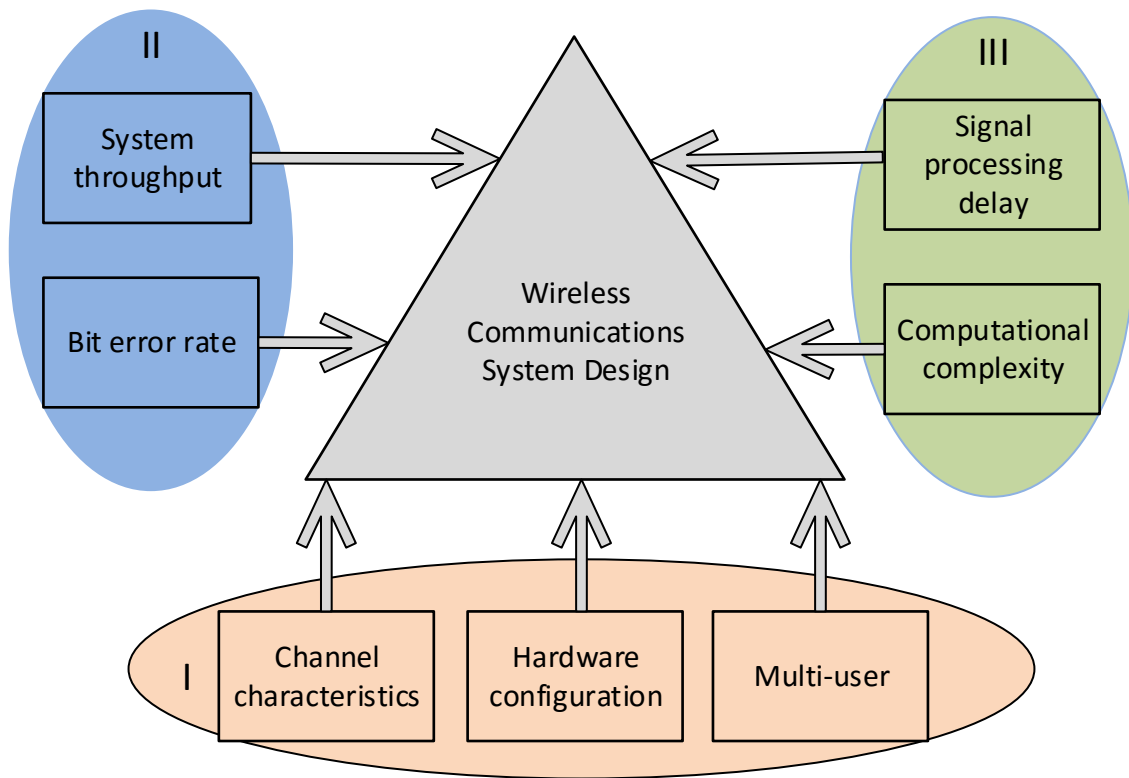 II
System
throughput
Bit error rate
Wireless
Communications
System Design
III
Signal
processing
delay
Computational
complexity
I
Channel
characteristics
Hardware
configuration
Multi-user